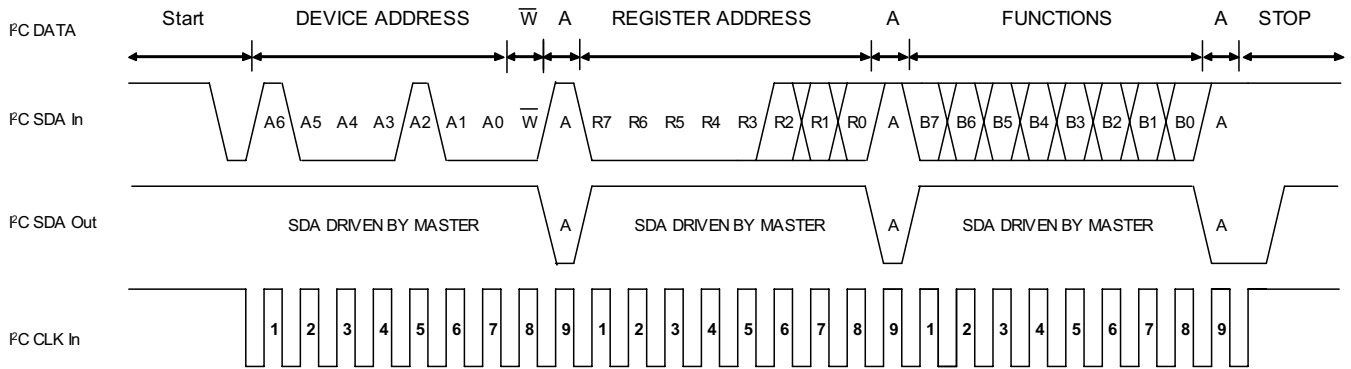 I²C DATA Start DEVICE ADDRESS W̅ A REGISTER ADDRESS A FUNCTIONS A STOP
I²C SDA In A6 A5 A4 A3 A2 A1 A0 W̅ A R7 R6 R5 R4 R3 R2 R1 R0 A B7 B6 B5 B4 B3 B2 B1 B0 A
I²C SDA Out SDA DRIVEN BY MASTER A SDA DRIVEN BY MASTER A SDA DRIVEN BY MASTER A
I²C CLK In 1 2 3 4 5 6 7 8 9 1 2 3 4 5 6 7 8 9 1 2 3 4 5 6 7 8 9